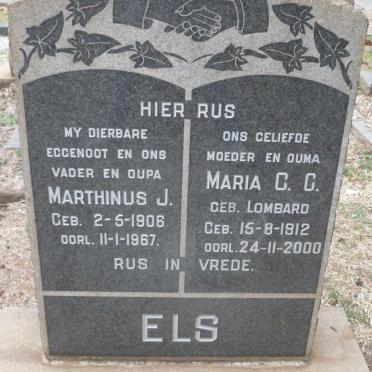 HIER RUS
MY DIERBARE
EGGENOOT EN ONS
VADER EN OUPA
MARTHINUS J.
GEB. 2-5-1906
OORL. 11-1-1967.
ONS GELIEFDE
MOEDER EN OUMA
MARIA C. C.
GEB. LOMBARD
GEB. 15-8-1912
OORL. 24-11-2000
RUS IN VREDE.
ELS